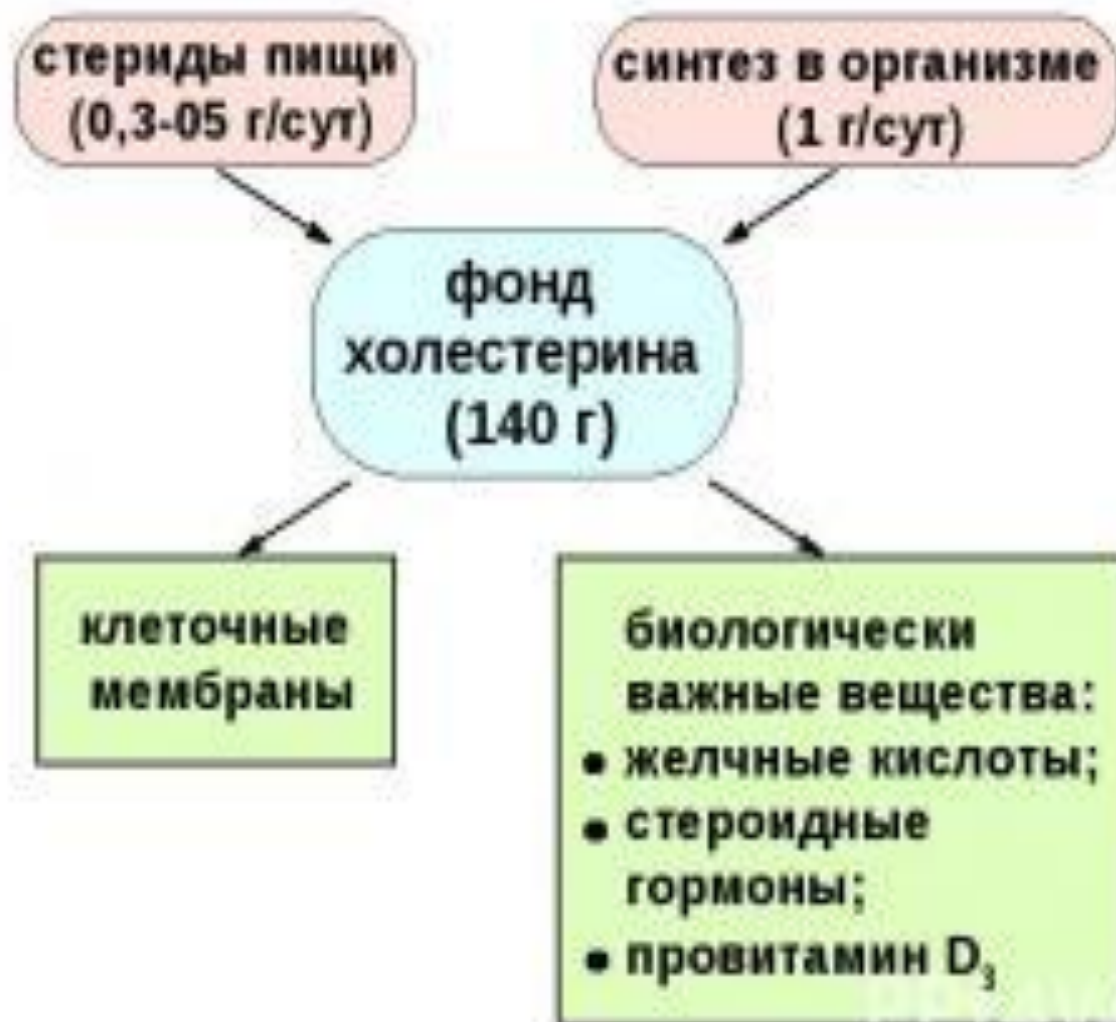 стериды пищи
(0,3-05 г/сут)
синтез в организме
(1 г/сут)
фонд
холестерина
(140 г)
клеточные
мембраны
биологически
важные вещества:
• желчные кислоты;
• стероидные
гормоны;
• провитамин D₃